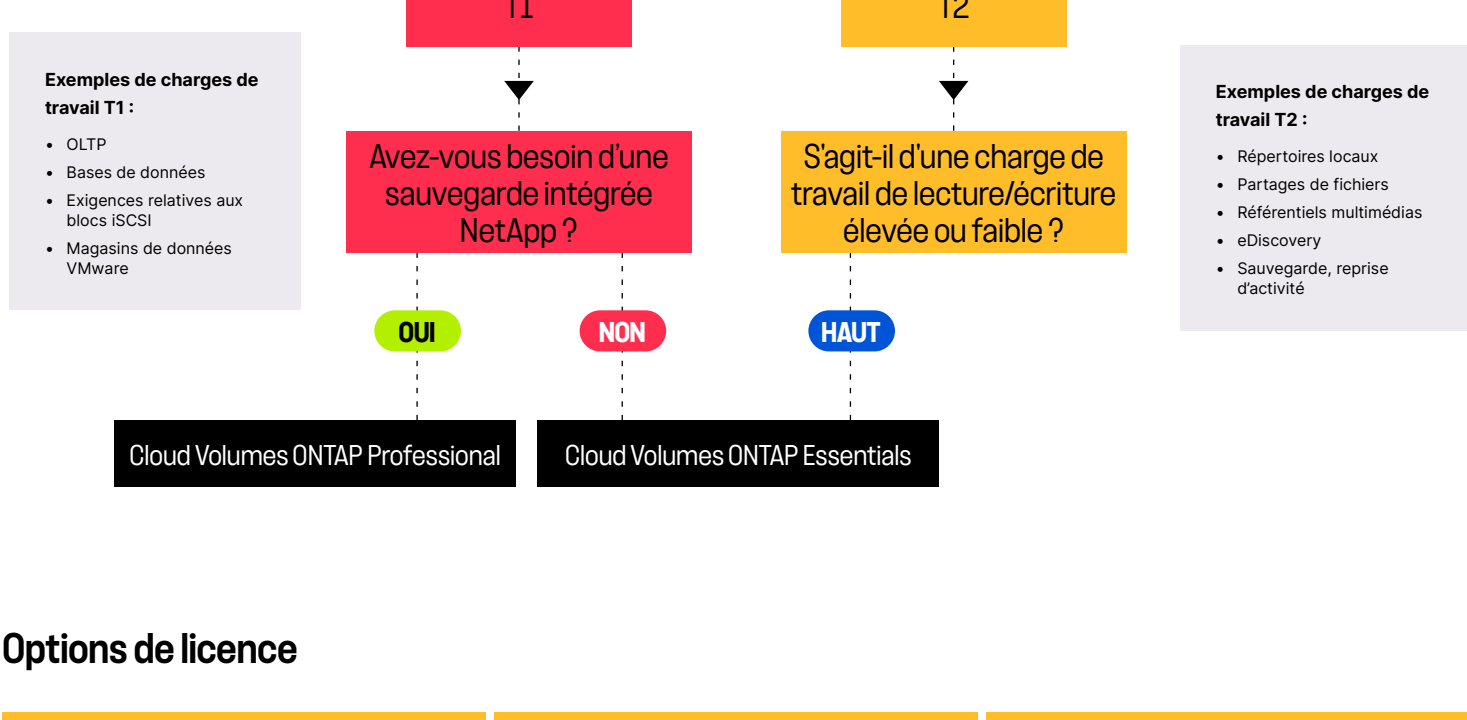 T1
T2
Exemples de charges de
travail T1 :
• OLTP
• Bases de données
• Exigences relatives aux
blocs iSCSI
• Magasins de données
VMware
Avez-vous besoin d’une
sauvegarde intégrée
NetApp ?
S'agit-il d'une charge de
travail de lecture/écriture
élevée ou faible ?
Exemples de charges de
travail T2 :
• Répertoires locaux
• Partages de fichiers
• Référentiels multimédias
• eDiscovery
• Sauvegarde, reprise
d’activité
OUI
NON
HAUT
Cloud Volumes ONTAP Professional
Cloud Volumes ONTAP Essentials
Options de licence